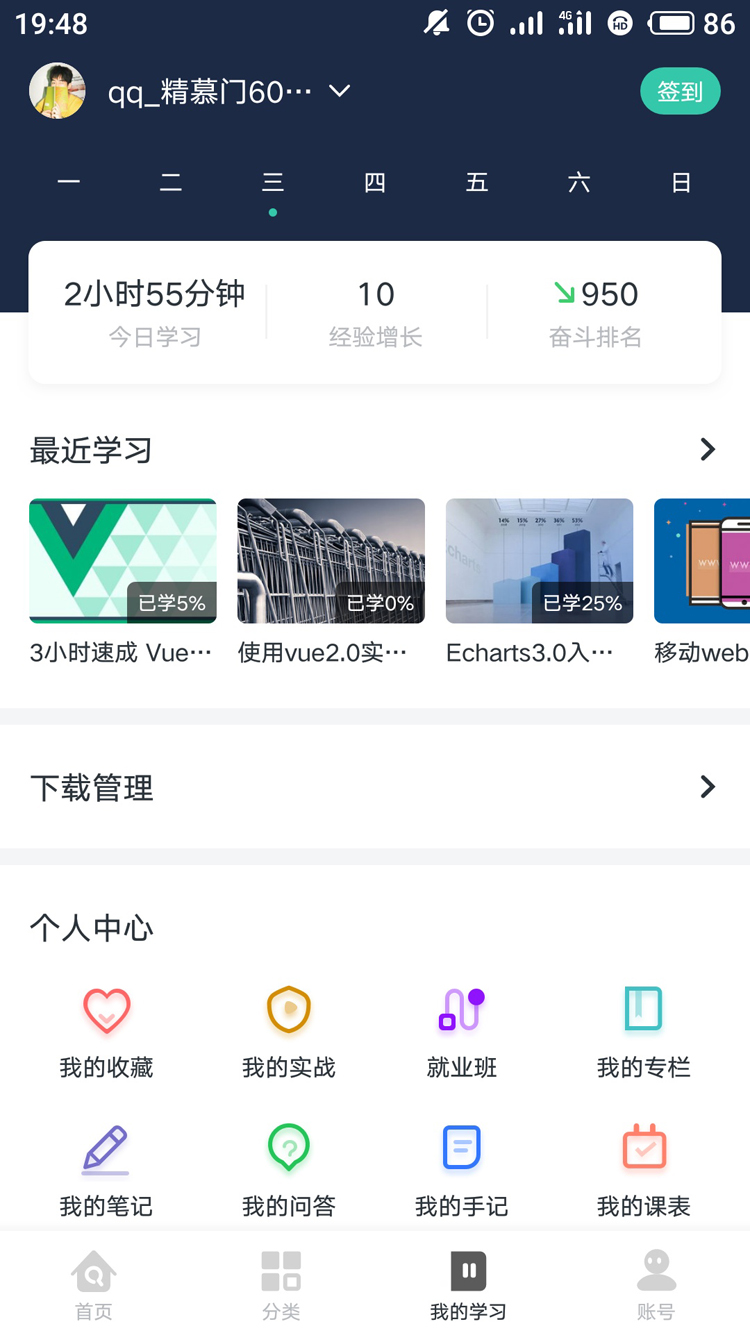 19:48
4G
HD
86
qq_精慕门60…
签到
一 二 三 四 五 六 日
2小时55分钟 10 950
今日学习 经验增长 奋斗排名
最近学习
14% 15% 27% 36% 53%
charts
WWW
已学5% 已学0% 已学25%
3小时速成 Vue… 使用vue2.0实… Echarts3.0入… 移动web
下载管理
个人中心
我的收藏 我的实战 就业班 我的专栏
我的笔记 我的问答 我的手记 我的课表
首页 分类 我的学习 账号